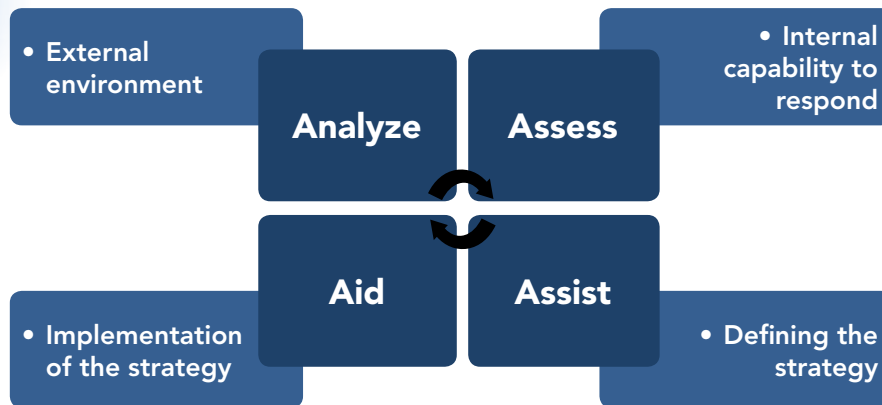 • External
environment
Analyze
Assess
• Internal
capability to
respond
• Implementation
of the strategy
Aid
Assist
• Defining the
strategy